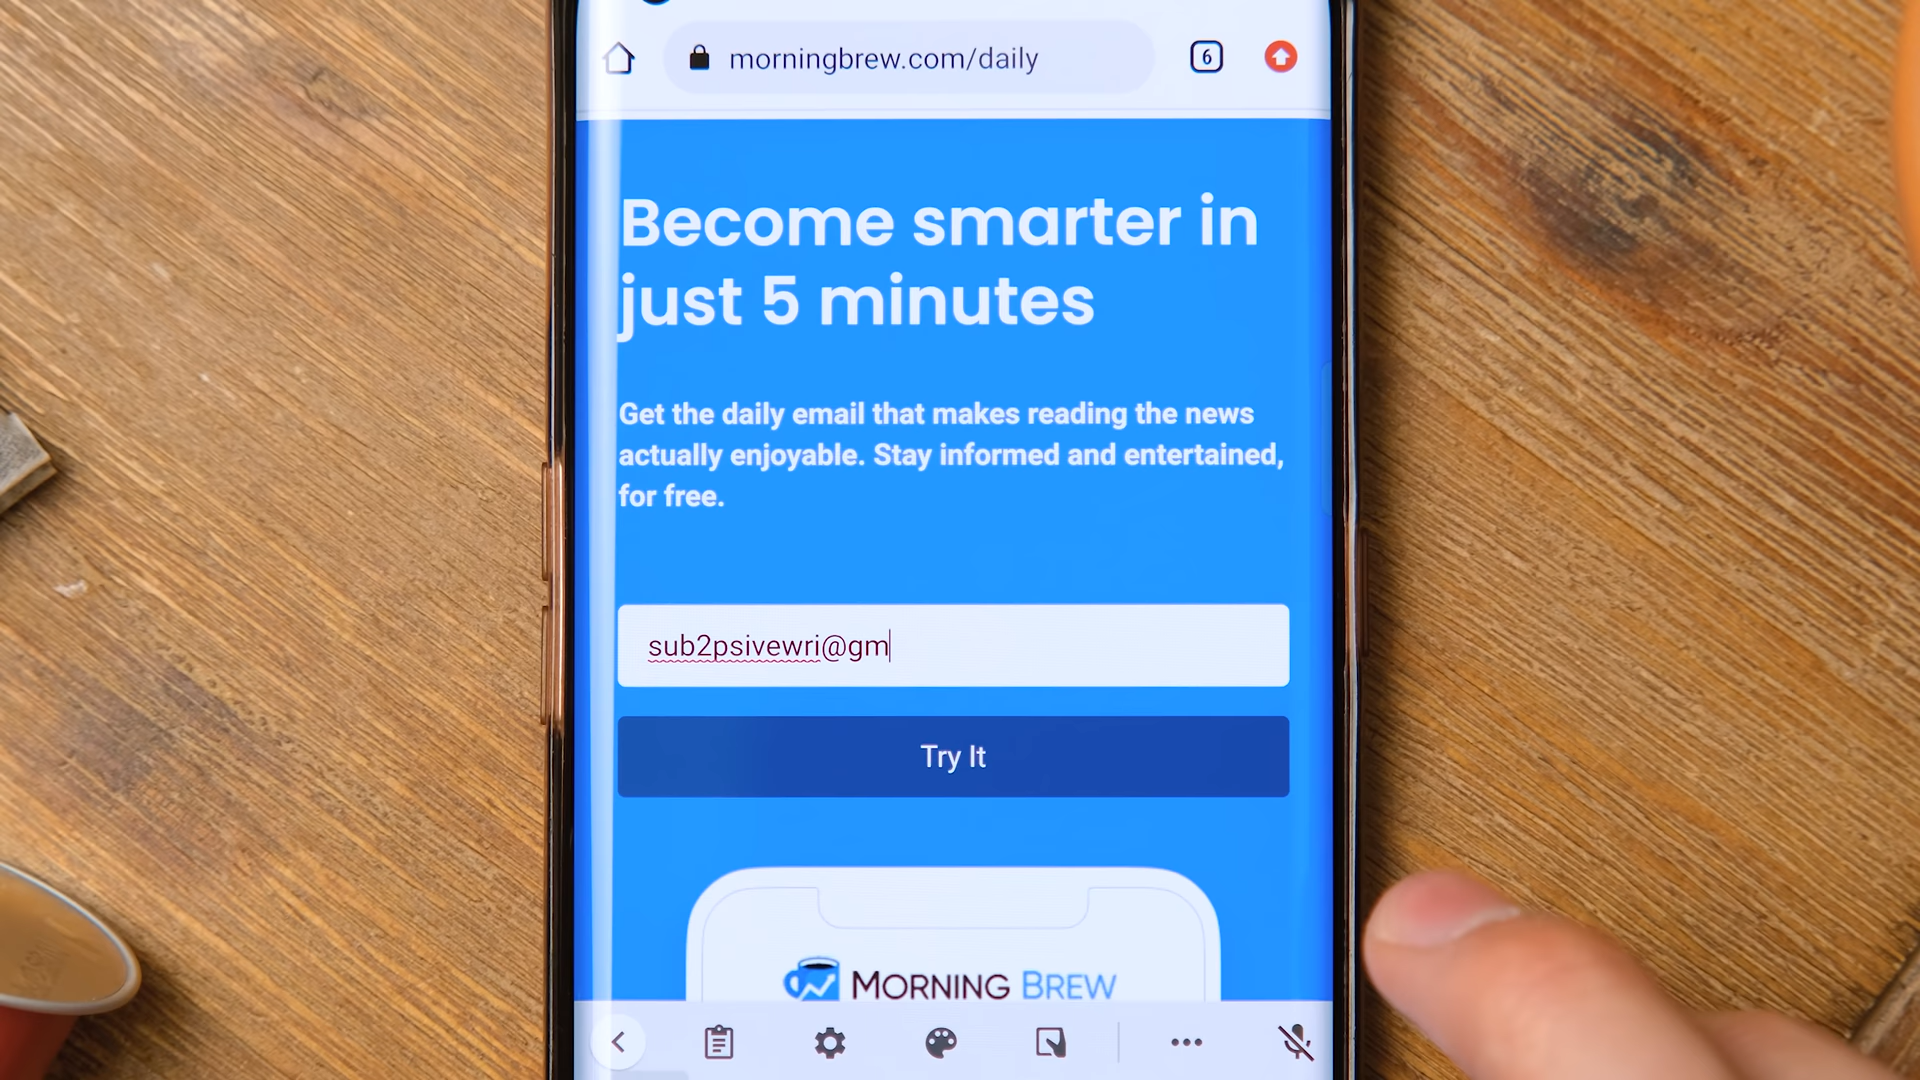 morningbrew.com/daily
6
Become smarter in
just 5 minutes
Get the daily email that makes reading the news
actually enjoyable. Stay informed and entertained,
for free.
sub2psivewri@gm
Try It
MORNING BREW